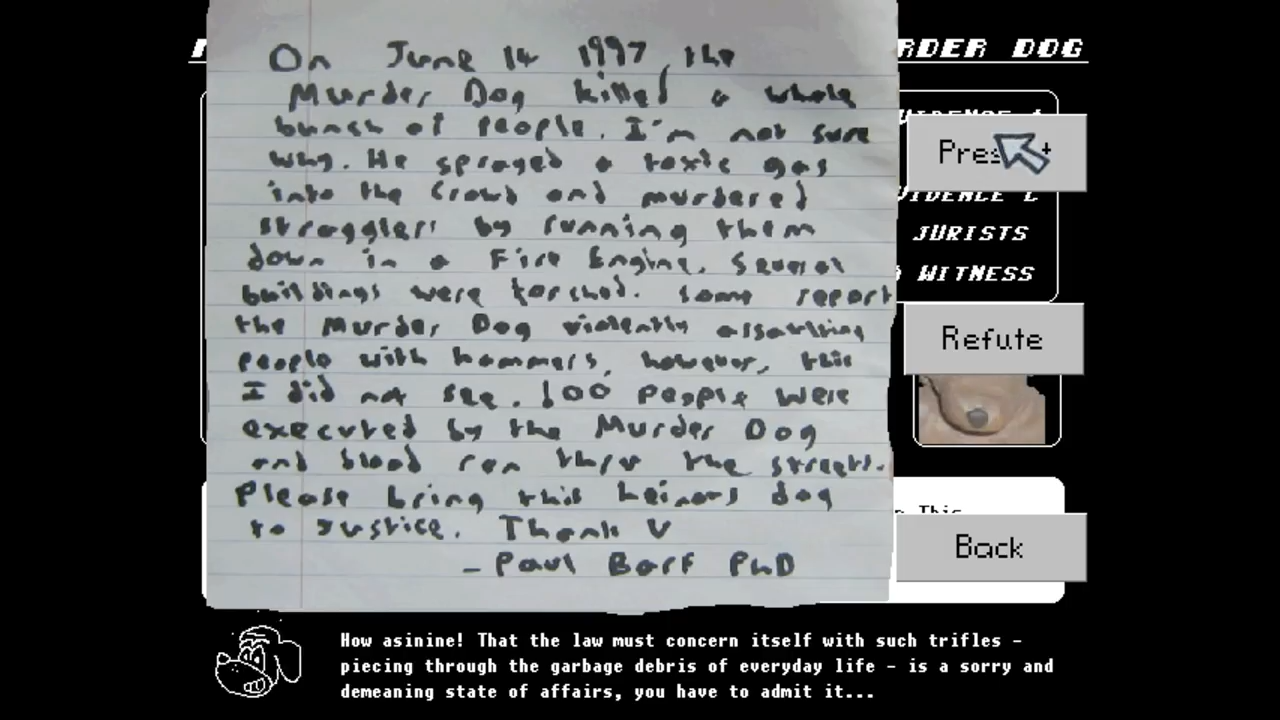 RDER DOG
On June 14 1997, the
Murder Dog killed a whole
bunch of people. I'm not sure
why. He sprayed a toxic gas
into the crowd and murdered
stragglers by running them
down in a Fire Engine. Several
buildings were torched. Some report
the Murder Dog violently assaulting
people with hammers, however, this
I did not see. 100 people were
executed by the Murder Dog
and blood ran thru the streets.
Please bring this heinous dog
to justice. Thank U
- Paul Barf PhD
JURISTS
WITNESS
Refute
This
Back
How asinine! That the law must concern itself with such trifles -
piecing through the garbage debris of everyday life - is a sorry and
demeaning state of affairs, you have to admit it...